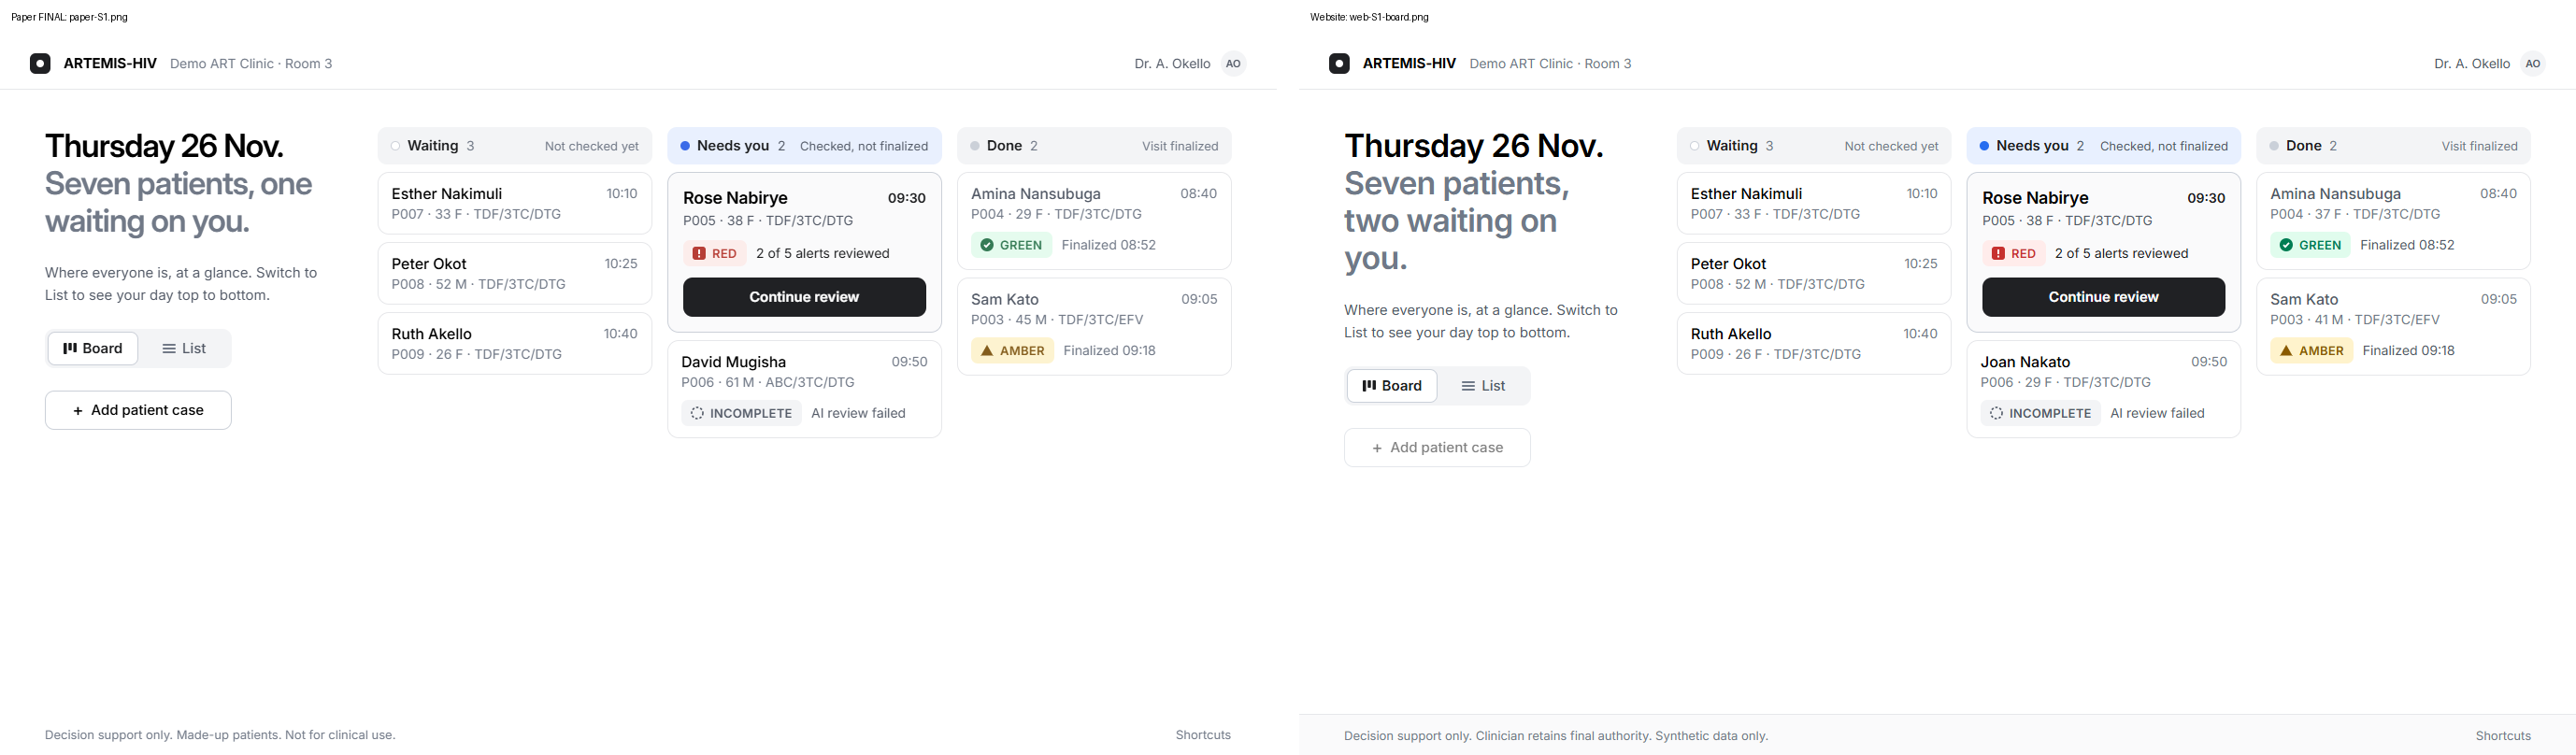 Paper FINAL: paper-S1.png
ARTEMIS-HIV Demo ART Clinic · Room 3
Dr. A. Okello AO
Thursday 26 Nov.
Seven patients, one
waiting on you.
Where everyone is, at a glance. Switch to
List to see your day top to bottom.
Board List
+ Add patient case
Waiting 3 Not checked yet
Esther Nakimuli 10:10
P007 · 33 F · TDF/3TC/DTG
Peter Okot 10:25
P008 · 52 M · TDF/3TC/DTG
Ruth Akello 10:40
P009 · 26 F · TDF/3TC/DTG
Needs you 2 Checked, not finalized
Rose Nabirye 09:30
P005 · 38 F · TDF/3TC/DTG
RED 2 of 5 alerts reviewed
Continue review
David Mugisha 09:50
P006 · 61 M · ABC/3TC/DTG
INCOMPLETE AI review failed
Done 2 Visit finalized
Amina Nansubuga 08:40
P004 · 29 F · TDF/3TC/DTG
GREEN Finalized 08:52
Sam Kato 09:05
P003 · 45 M · TDF/3TC/EFV
AMBER Finalized 09:18
Decision support only. Made-up patients. Not for clinical use.
Shortcuts
Website: web-S1-board.png
ARTEMIS-HIV Demo ART Clinic · Room 3
Dr. A. Okello AO
Thursday 26 Nov.
Seven patients,
two waiting on
you.
Where everyone is, at a glance. Switch to
List to see your day top to bottom.
Board List
+ Add patient case
Waiting 3 Not checked yet
Esther Nakimuli 10:10
P007 · 33 F · TDF/3TC/DTG
Peter Okot 10:25
P008 · 52 M · TDF/3TC/DTG
Ruth Akello 10:40
P009 · 26 F · TDF/3TC/DTG
Needs you 2 Checked, not finalized
Rose Nabirye 09:30
P005 · 38 F · TDF/3TC/DTG
RED 2 of 5 alerts reviewed
Continue review
Joan Nakato 09:50
P006 · 29 F · TDF/3TC/DTG
INCOMPLETE AI review failed
Done 2 Visit finalized
Amina Nansubuga 08:40
P004 · 37 F · TDF/3TC/DTG
GREEN Finalized 08:52
Sam Kato 09:05
P003 · 41 M · TDF/3TC/EFV
AMBER Finalized 09:18
Decision support only. Clinician retains final authority. Synthetic data only.
Shortcuts